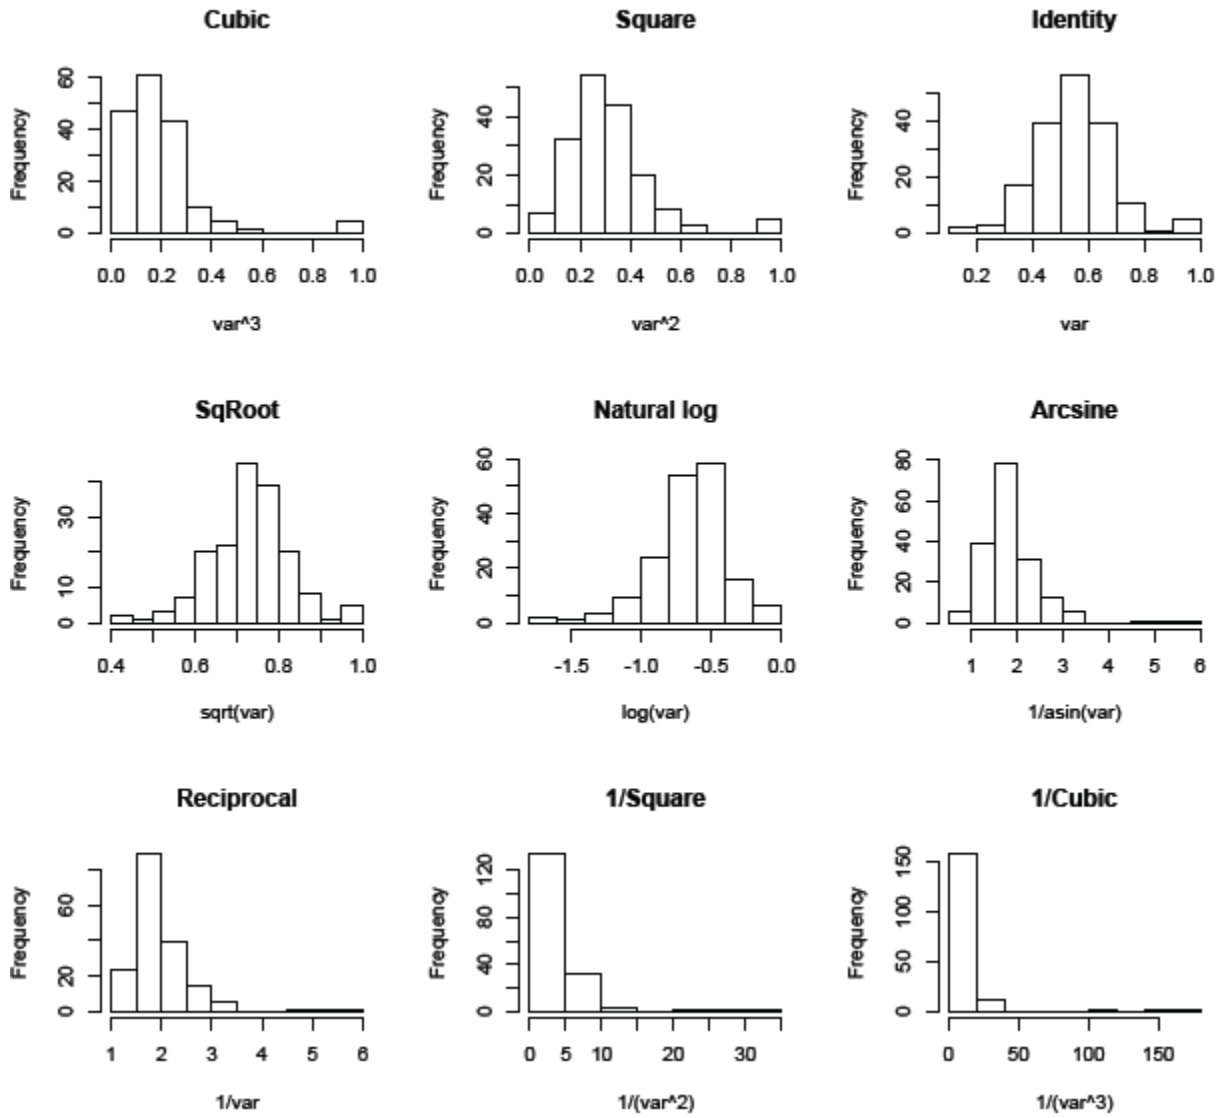 Cubic
Square
Identity
Frequency
0 20 40 60
0.0 0.2 0.4 0.6 0.8 1.0
var^3
Frequency
0 20 40
0.0 0.2 0.4 0.6 0.8 1.0
var^2
Frequency
0 20 40
0.2 0.4 0.6 0.8 1.0
var
SqRoot
Natural log
Arcsine
Frequency
0 10 30
0.4 0.6 0.8 1.0
sqrt(var)
Frequency
0 20 40 60
-1.5 -1.0 -0.5 0.0
log(var)
Frequency
0 20 40 60 80
1 2 3 4 5 6
1/asin(var)
Reciprocal
1/Square
1/Cubic
Frequency
0 20 60
1 2 3 4 5 6
1/var
Frequency
0 40 80 120
0 5 10 20 30
1/(var^2)
Frequency
0 50 100 150
0 50 100 150
1/(var^3)